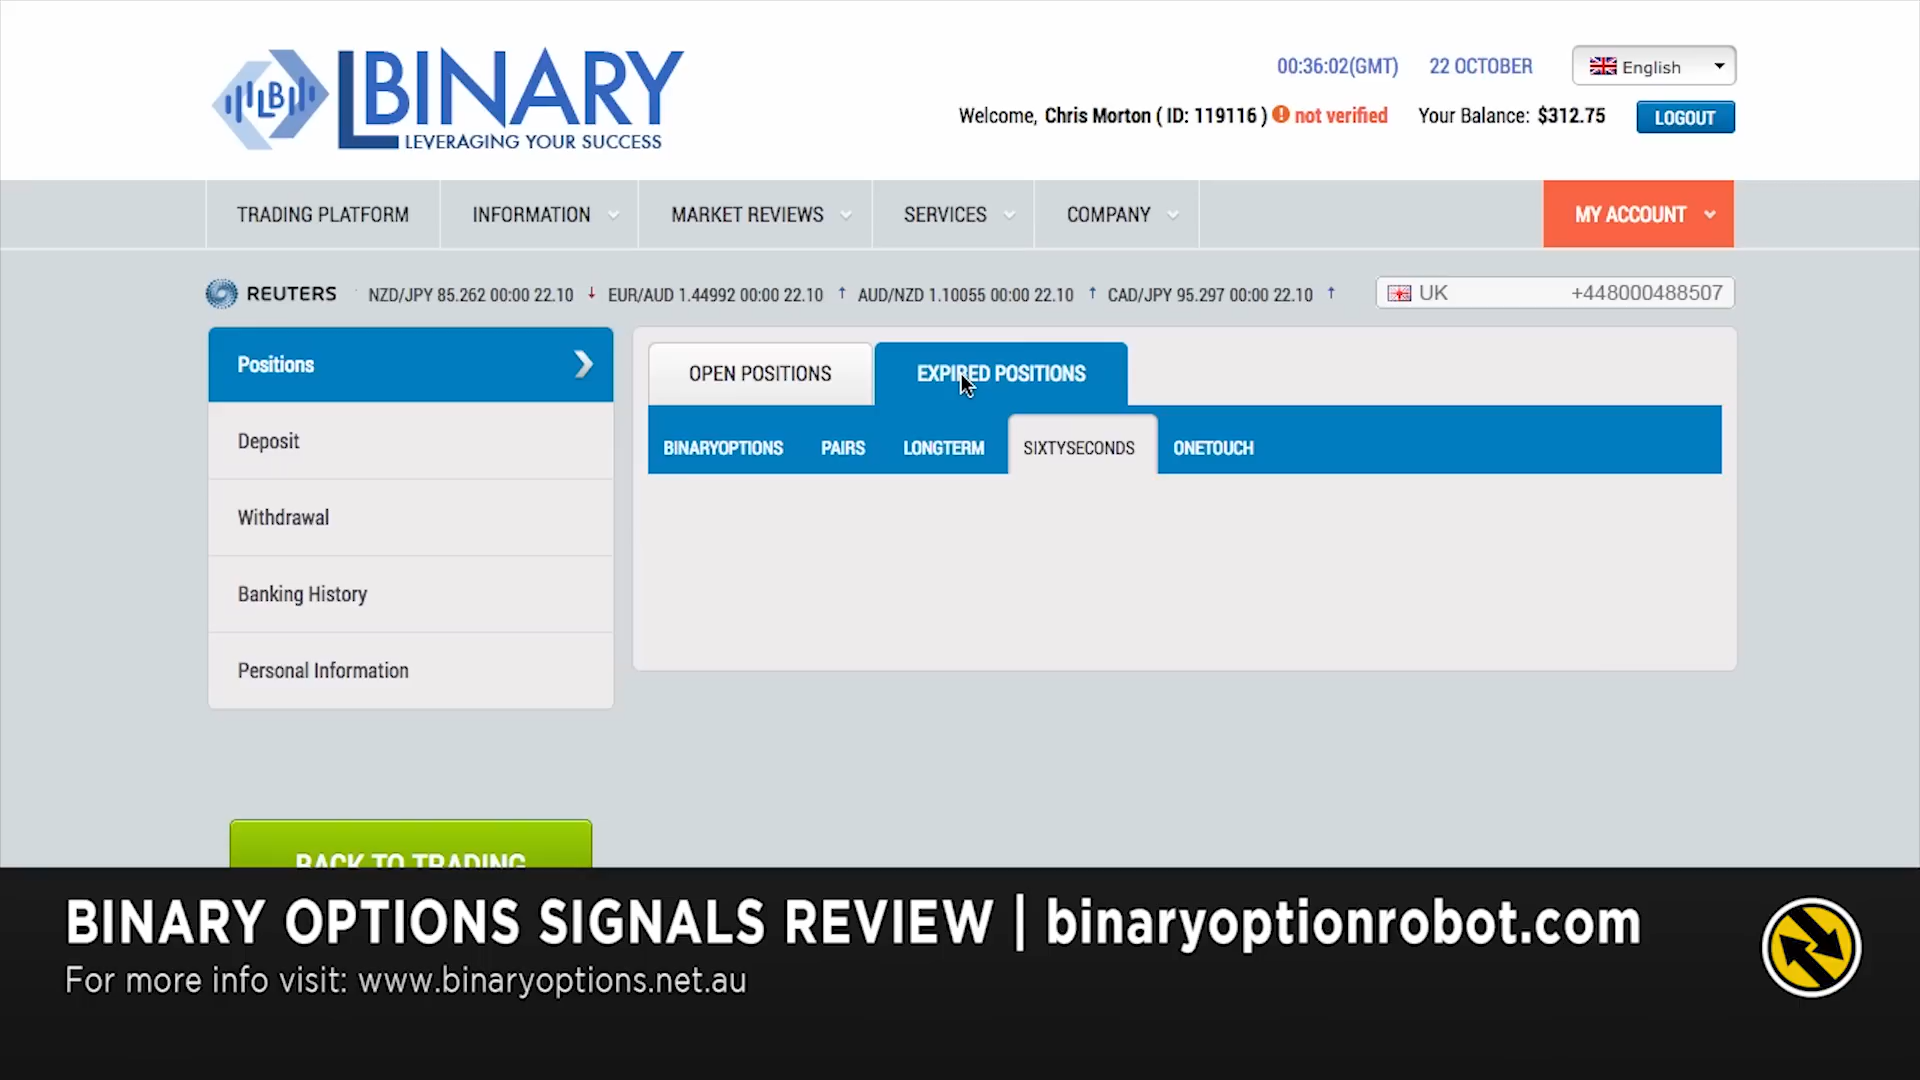 LBINARY
LEVERAGING YOUR SUCCESS
LB
00:36:02(GMT) 22 OCTOBER English
Welcome, Chris Morton ( ID: 119116 ) ! not verified Your Balance: $312.75 LOGOUT
TRADING PLATFORM INFORMATION MARKET REVIEWS SERVICES COMPANY MY ACCOUNT
REUTERS NZD/JPY 85.262 00:00 22.10 ↓ EUR/AUD 1.44992 00:00 22.10 ↑ AUD/NZD 1.10055 00:00 22.10 ↑ CAD/JPY 95.297 00:00 22.10 ↑ UK +448000488507
Positions
Deposit
Withdrawal
Banking History
Personal Information
OPEN POSITIONS EXPIRED POSITIONS
BINARYOPTIONS PAIRS LONGTERM SIXTYSECONDS ONETOUCH
BACK TO TRADING
BINARY OPTIONS SIGNALS REVIEW | binaryoptionrobot.com
For more info visit: www.binaryoptions.net.au